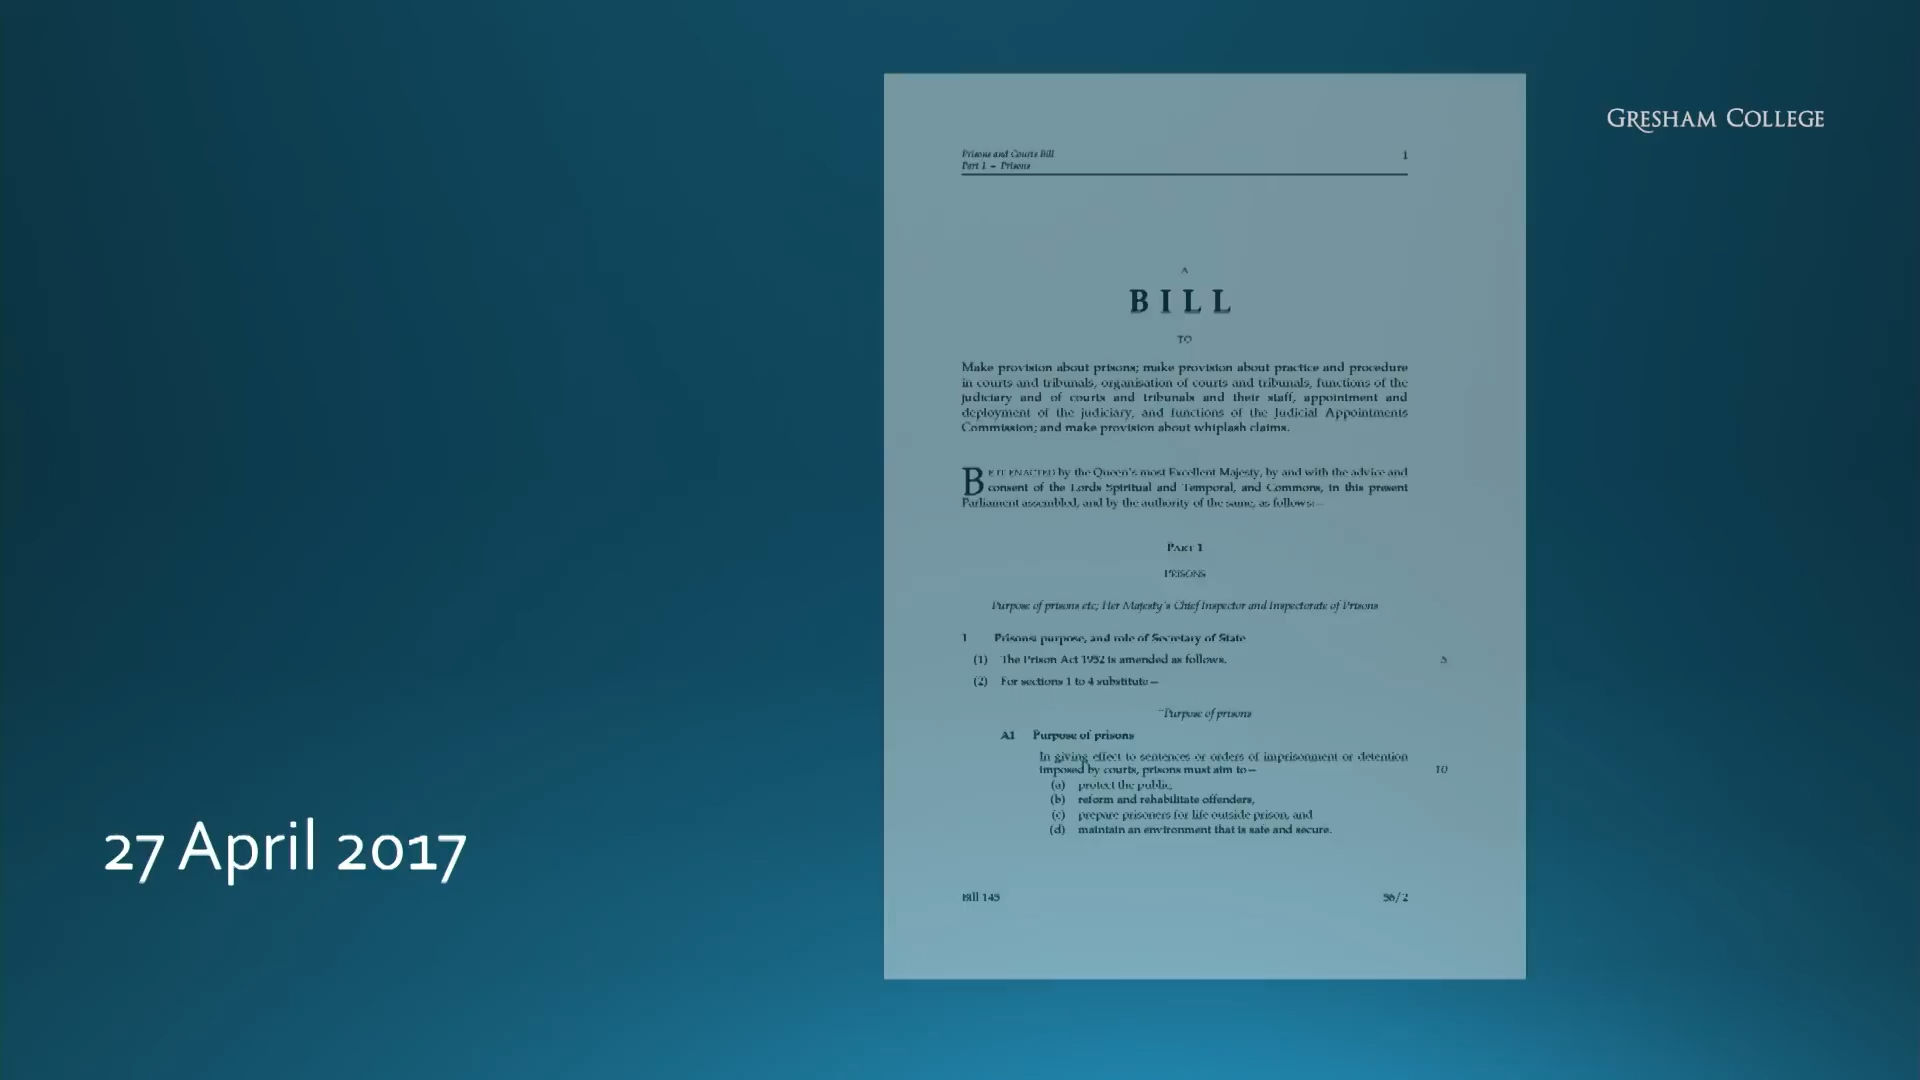 GRESHAM COLLEGE
Prisons and Courts Bill
Part 1 – Prisons
1
A
BILL
TO
Make provision about prisons; make provision about practice and procedure
in courts and tribunals, organisation of courts and tribunals, functions of the
judiciary and of courts and tribunals and their staff, appointment and
deployment of the judiciary, and functions of the Judicial Appointments
Commission; and make provision about whiplash claims.
BE IT ENACTED by the Queen's most Excellent Majesty, by and with the advice and
consent of the Lords Spiritual and Temporal, and Commons, in this present
Parliament assembled, and by the authority of the same, as follows:—
PART 1
PRISONS
Purpose of prisons etc; Her Majesty's Chief Inspector and Inspectorate of Prisons
1 Prisons: purpose, and role of Secretary of State
(1) The Prison Act 1952 is amended as follows. 5
(2) For sections 1 to 4 substitute—
"Purpose of prisons
A1 Purpose of prisons
In giving effect to sentences or orders of imprisonment or detention
imposed by courts, prisons must aim to— 10
(a) protect the public,
(b) reform and rehabilitate offenders,
(c) prepare prisoners for life outside prison, and
(d) maintain an environment that is safe and secure.
Bill 145 56/2
27 April 2017